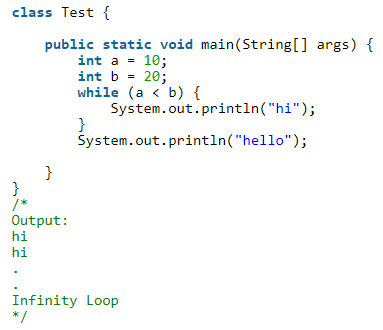 class Test {
    public static void main(String[] args) {
        int a = 10;
        int b = 20;
        while (a < b) {
            System.out.println("hi");
        }
        System.out.println("hello");
    }
}
/*
Output:
hi
hi
.
.
Infinity Loop
*/